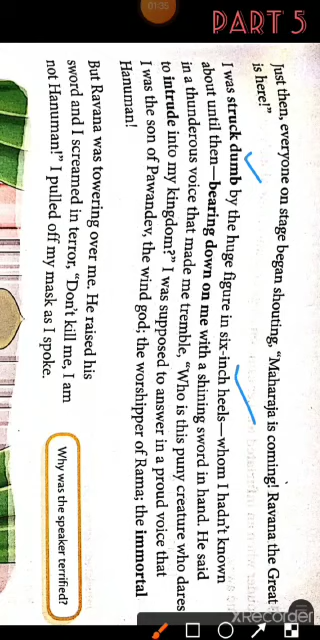 01:35
PART 5
Just then, everyone on stage began shouting, "Maharaja is coming! Ravana the Great
is here!"
I was struck dumb by the huge figure in six-inch heels—whom I hadn't known
about until then—bearing down on me with a shining sword in hand. He said
in a thunderous voice that made me tremble, "Who is this puny creature who dares
to intrude into my kingdom?" I was supposed to answer in a proud voice that
I was the son of Pawandev, the wind god; the worshipper of Rama; the immortal
Hanuman!
But Ravana was towering over me. He raised his
sword and I screamed in terror, "Don't kill me, I am
not Hanuman!" I pulled off my mask as I spoke.
Why was the speaker terrified?
XRecorder